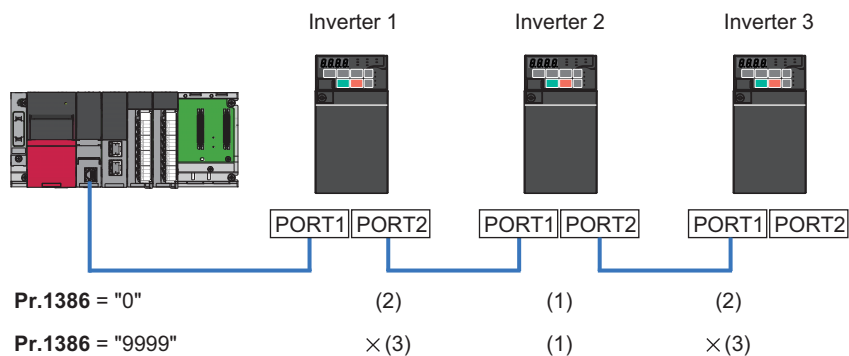 Inverter 1 Inverter 2 Inverter 3
PORT1 PORT2 PORT1 PORT2 PORT1 PORT2
Pr.1386 = "0" (2) (1) (2)
Pr.1386 = "9999" ×(3) (1) ×(3)